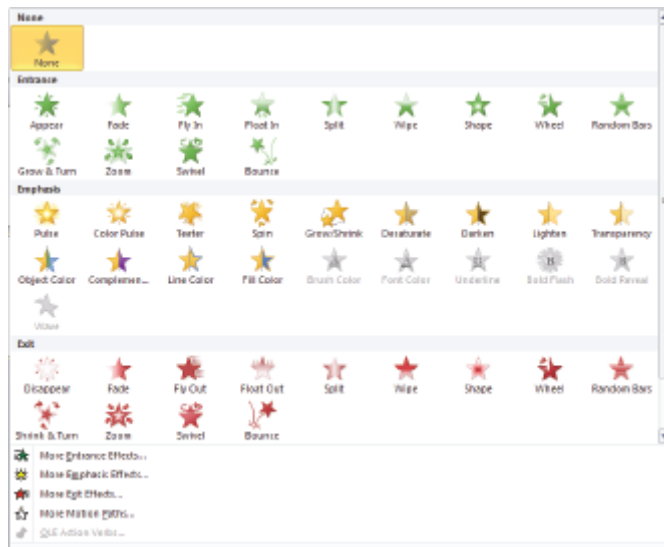 None
None
Entrance
Appear Fade Fly In Float In Split Wipe Shape Wheel Random Bars
Grow & Turn Zoom Swivel Bounce
Emphasis
Pulse Color Pulse Teeter Spin Grow/Shrink Desaturate Darken Lighten Transparency
Object Color Complemen... Line Color Fill Color Brush Color Font Color Underline Bold Flash Bold Reveal
Wave
Exit
Disappear Fade Fly Out Float Out Split Wipe Shape Wheel Random Bars
Shrink & Turn Zoom Swivel Bounce
More Entrance Effects...
More Emphasis Effects...
More Exit Effects...
More Motion Paths...
OLE Action Verbs...